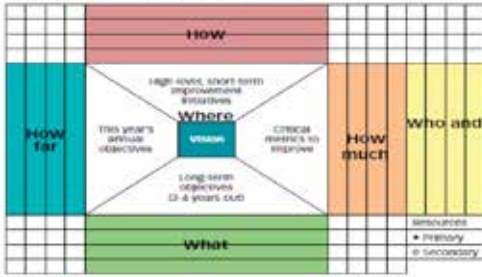 How
High-level, short-term
improvement
initiatives
Where
How
far
This year's
annual
objectives
Vision
Critical
metrics to
improve
How
much
Who and
Long-term
objectives
(3-4 years out)
What
Resources
Primary
Secondary